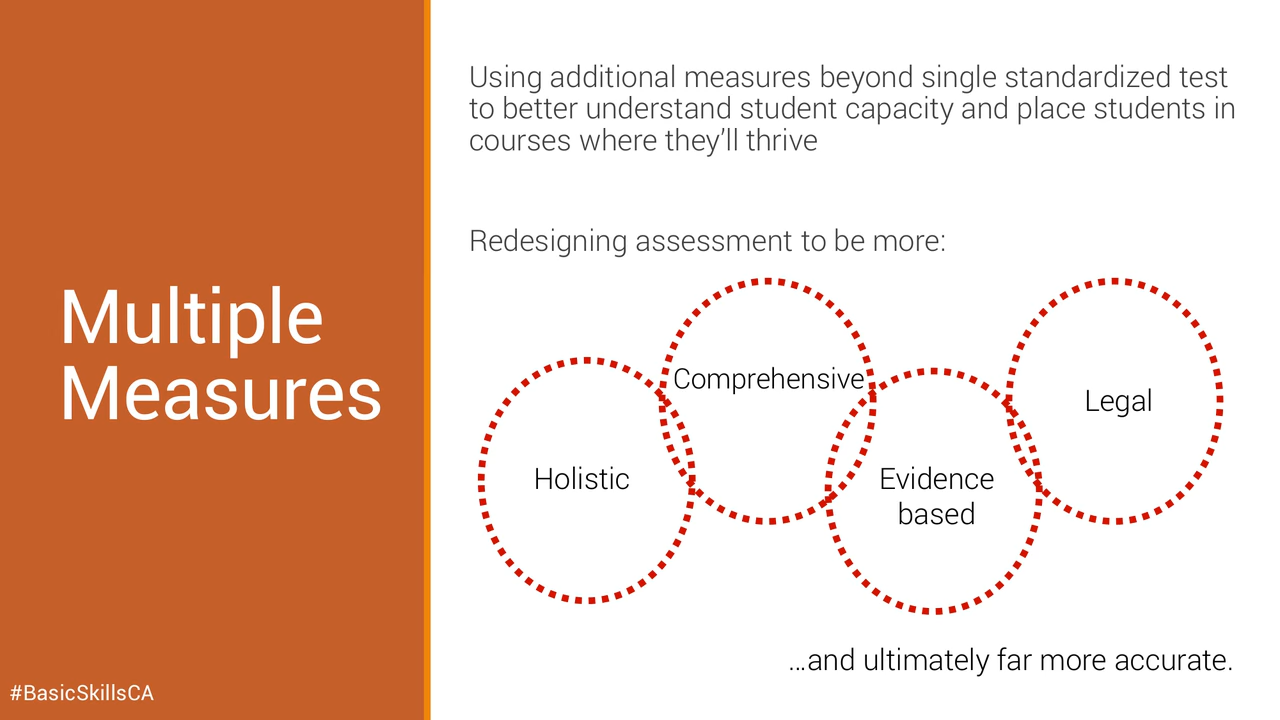 Multiple
Measures
#BasicSkillsCA
Using additional measures beyond single standardized test
to better understand student capacity and place students in
courses where they’ll thrive
Redesigning assessment to be more:
Holistic
Comprehensive
Evidence
based
Legal
…and ultimately far more accurate.